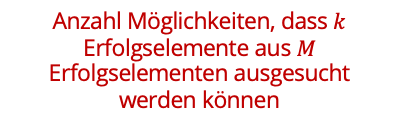 Anzahl Möglichkeiten, dass k
Erfolgselemente aus M
Erfolgselementen ausgesucht
werden können